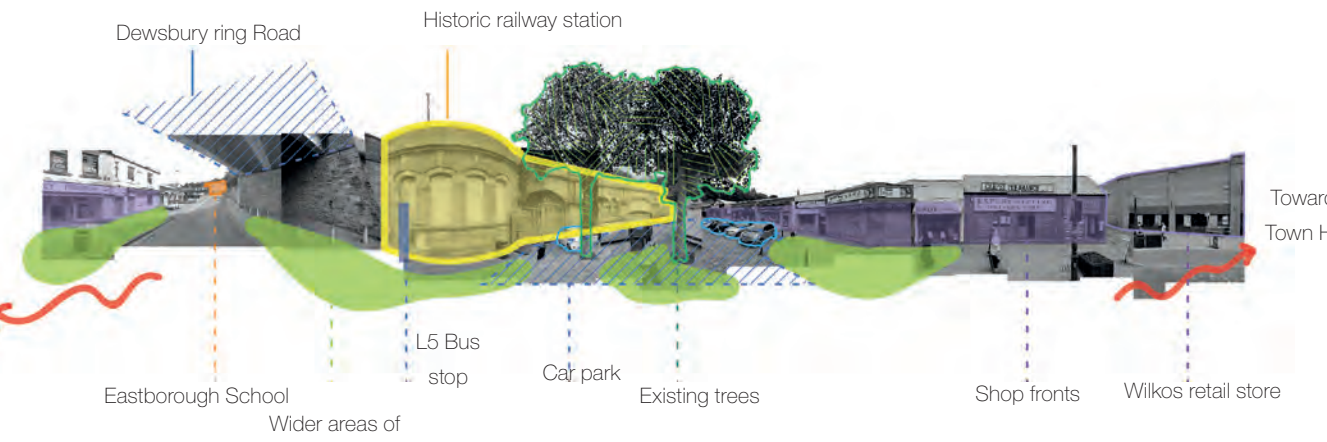 Historic railway station
Dewsbury ring Road
Toward
Town H
L5 Bus
stop
Car park
Eastborough School
Existing trees
Shop fronts
Wilkos retail store
Wider areas of